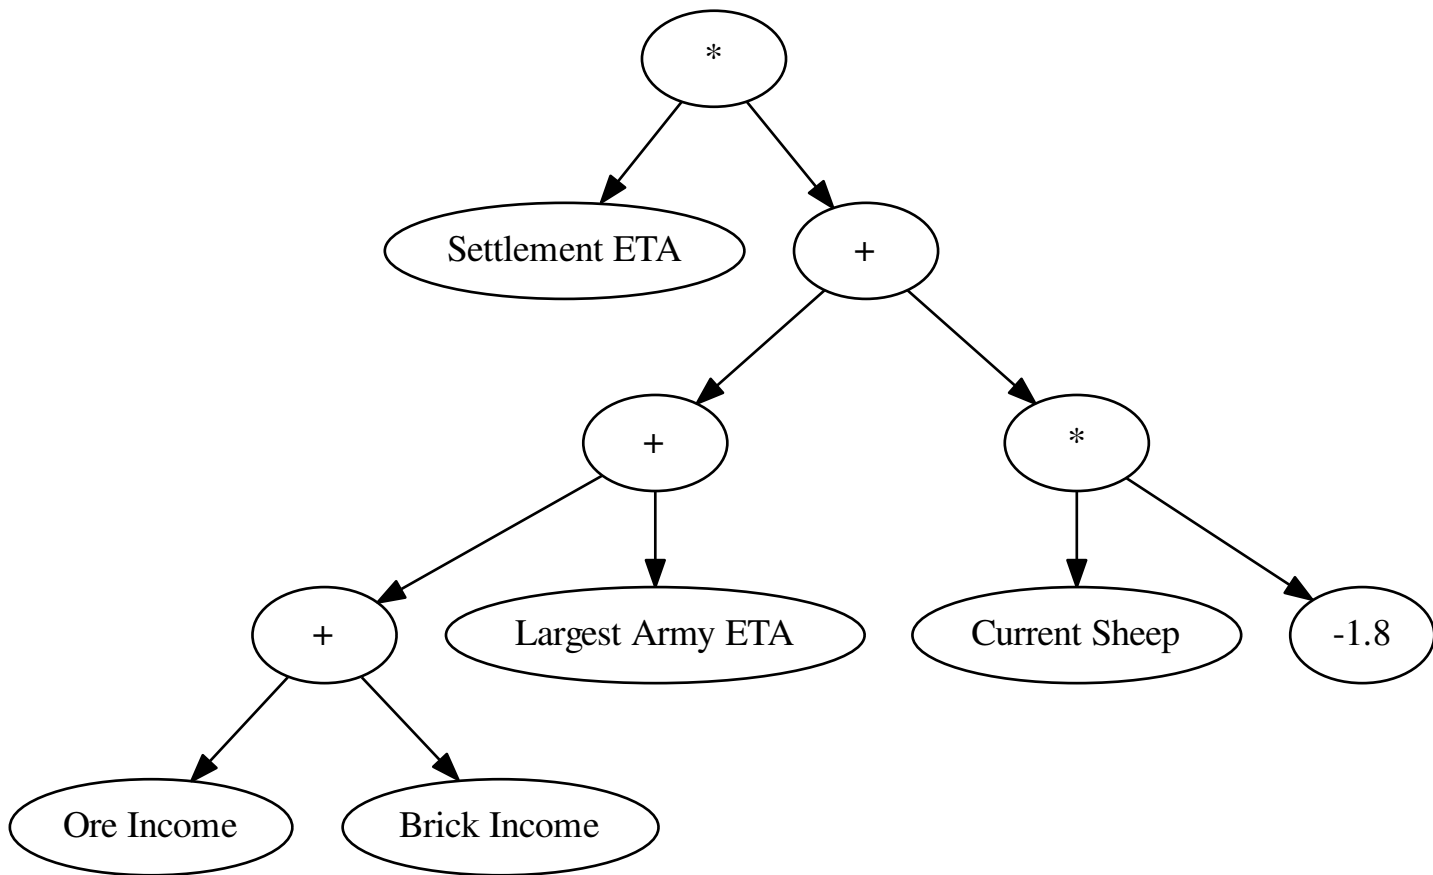 *
Settlement ETA
+
+
*
+
Largest Army ETA
Current Sheep
-1.8
Ore Income
Brick Income